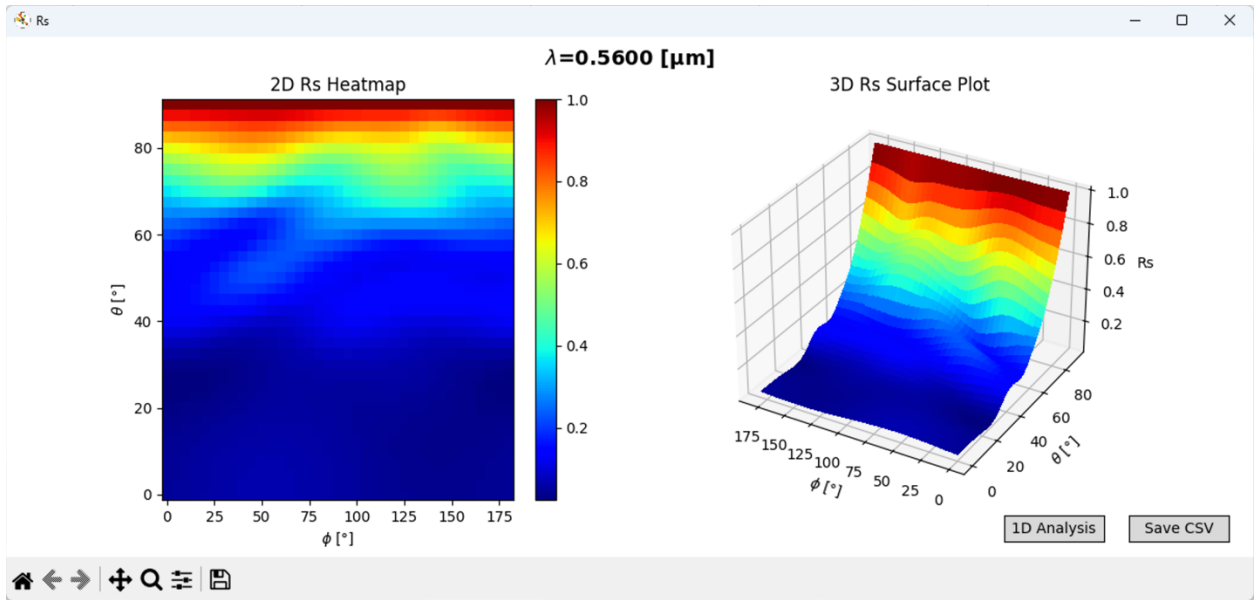 Rs
λ=0.5600 [μm]
2D Rs Heatmap
80
60
40
20
0
θ [°]
0 25 50 75 100 125 150 175
ϕ [°]
1.0
0.8
0.6
0.4
0.2
3D Rs Surface Plot
1.0
0.8
0.6
0.4
0.2
Rs
80
60
40
20
0
θ [°]
175 150 125 100 75 50 25 0
ϕ [°]
1D Analysis
Save CSV